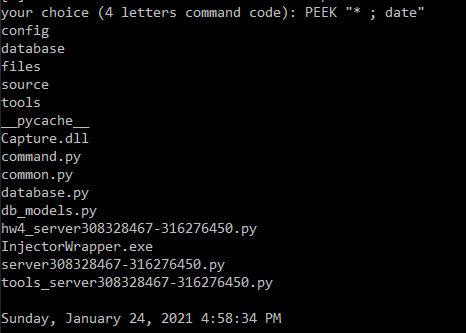 your choice (4 letters command code): PEEK "* ; date"
config
database
files
source
tools
__pycache__
Capture.dll
command.py
common.py
database.py
db_models.py
hw4_server308328467-316276450.py
InjectorWrapper.exe
server308328467-316276450.py
tools_server308328467-316276450.py
Sunday, January 24, 2021 4:58:34 PM